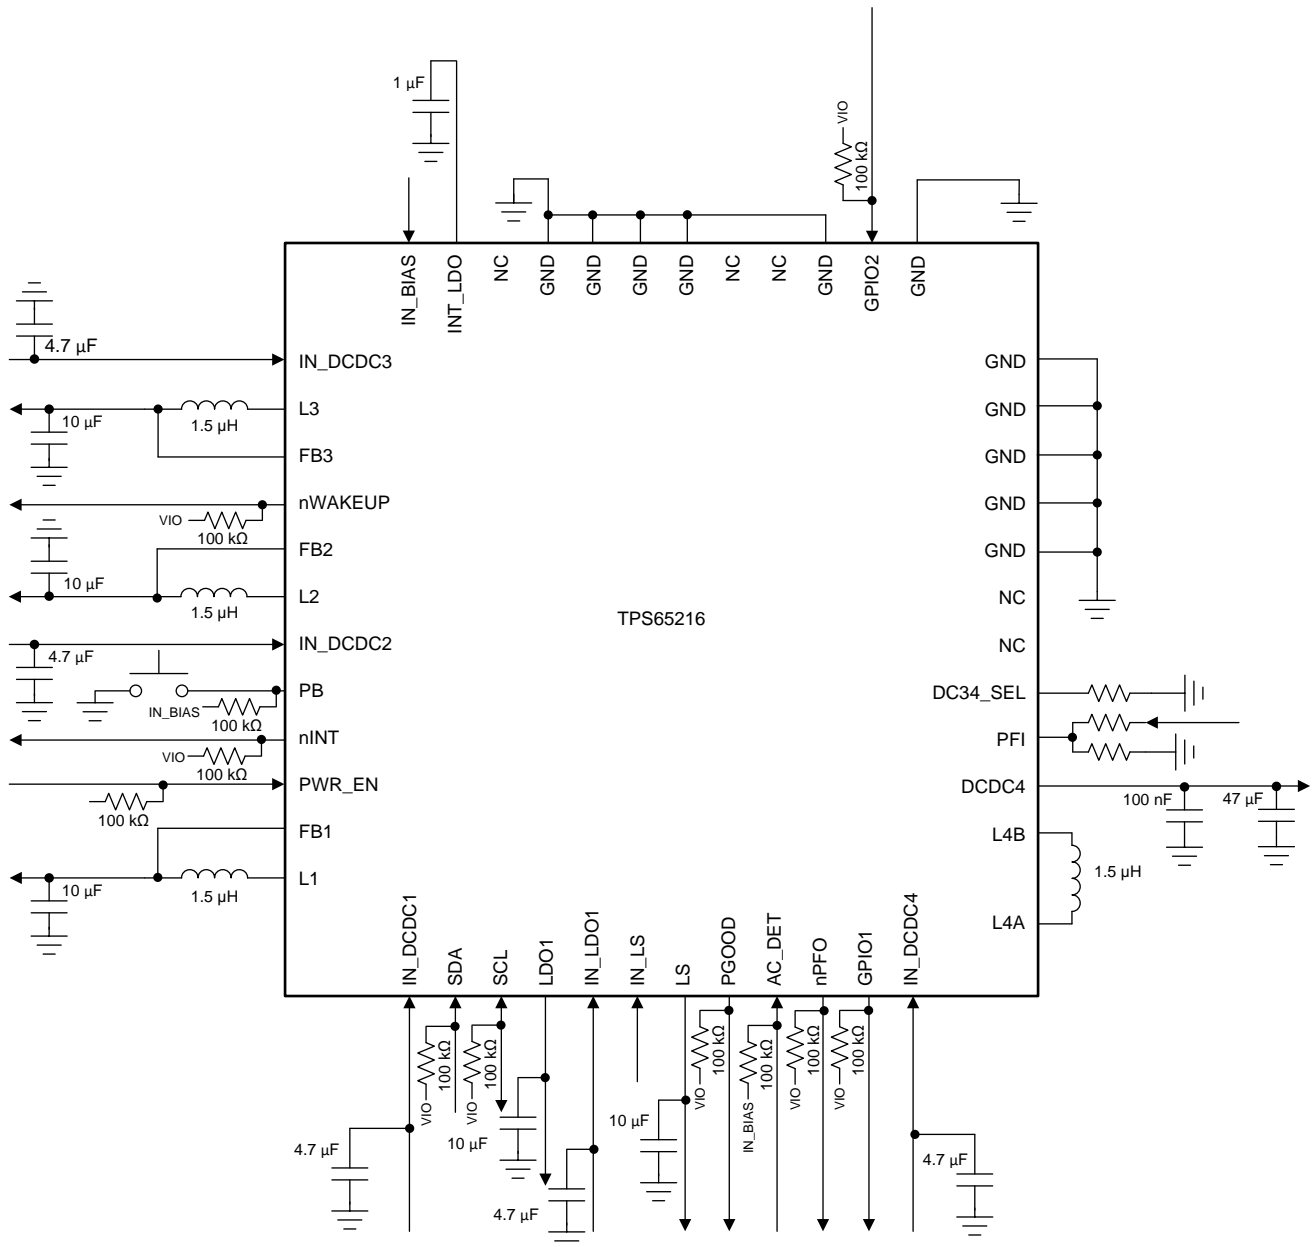 1 µF
VIO
100 kΩ
IN_BIAS
INT_LDO
NC
GND
GND
GND
GND
NC
NC
GND
GPIO2
GND
4.7 µF
IN_DCDC3
L3
10 µF
1.5 µH
FB3
nWAKEUP
VIO
100 kΩ
FB2
10 µF
L2
1.5 µH
IN_DCDC2
4.7 µF
PB
IN_BIAS
100 kΩ
nINT
VIO
100 kΩ
PWR_EN
100 kΩ
FB1
L1
10 µF
1.5 µH
TPS65216
GND
GND
GND
GND
GND
NC
NC
DC34_SEL
PFI
DCDC4
100 nF
47 µF
L4B
1.5 µH
L4A
IN_DCDC1
SDA
SCL
LDO1
IN_LDO1
IN_LS
LS
PGOOD
AC_DET
nPFO
GPIO1
IN_DCDC4
4.7 µF
VIO
100 kΩ
VIO
100 kΩ
10 µF
4.7 µF
10 µF
VIO
100 kΩ
IN_BIAS
100 kΩ
VIO
100 kΩ
VIO
100 kΩ
4.7 µF